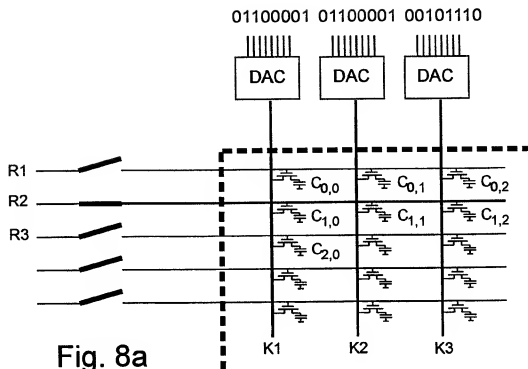 01100001 01100001 00101110
DAC DAC DAC
R1 C0,0 C0,1 C0,2
R2 C1,0 C1,1 C1,2
R3 C2,0
K1 K2 K3
Fig. 8a